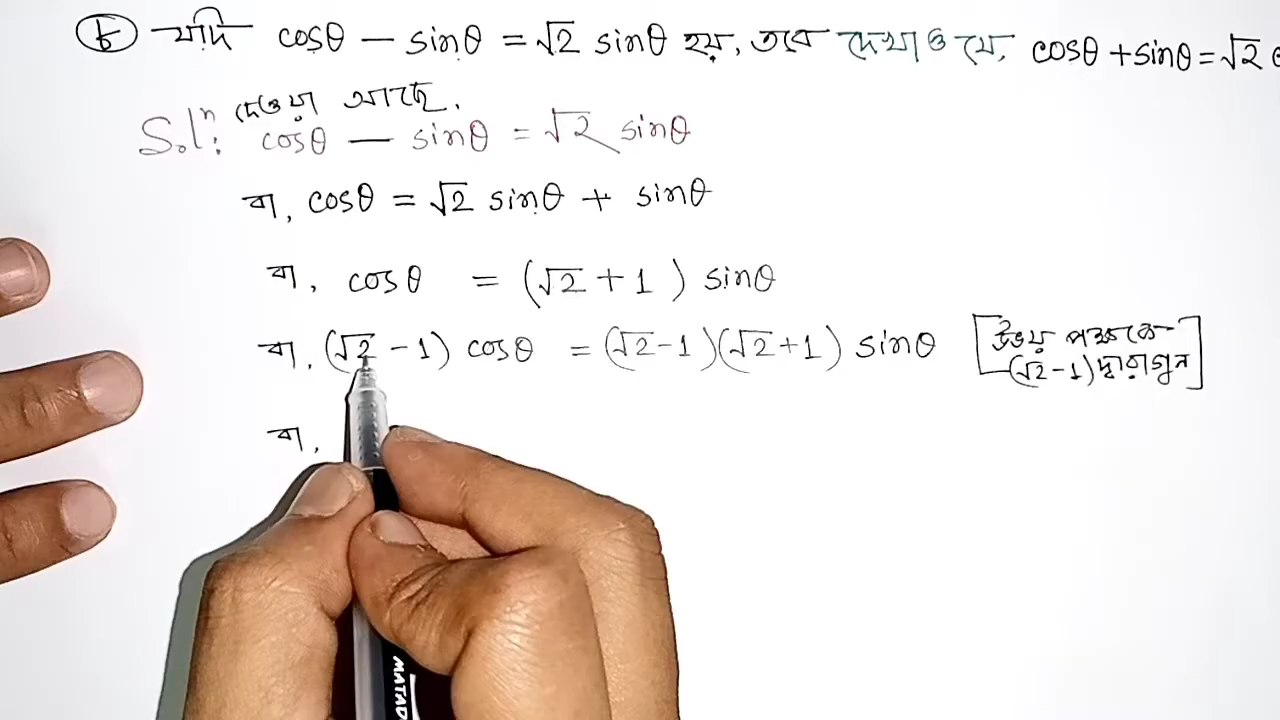 ৮ যদি cosθ – sinθ = √2 sinθ হয়, তবে দেখাও যে, cosθ + sinθ = √2
Solⁿ: দেওয়া আছে,
cosθ — sinθ = √2 sinθ
বা, cosθ = √2 sinθ + sinθ
বা, cosθ = (√2 + 1) sinθ
বা, (√2 - 1) cosθ = (√2 - 1)(√2 + 1) sinθ [উভয় পক্ষকে
(√2 - 1) দ্বারা গুন]
বা,
MATAD